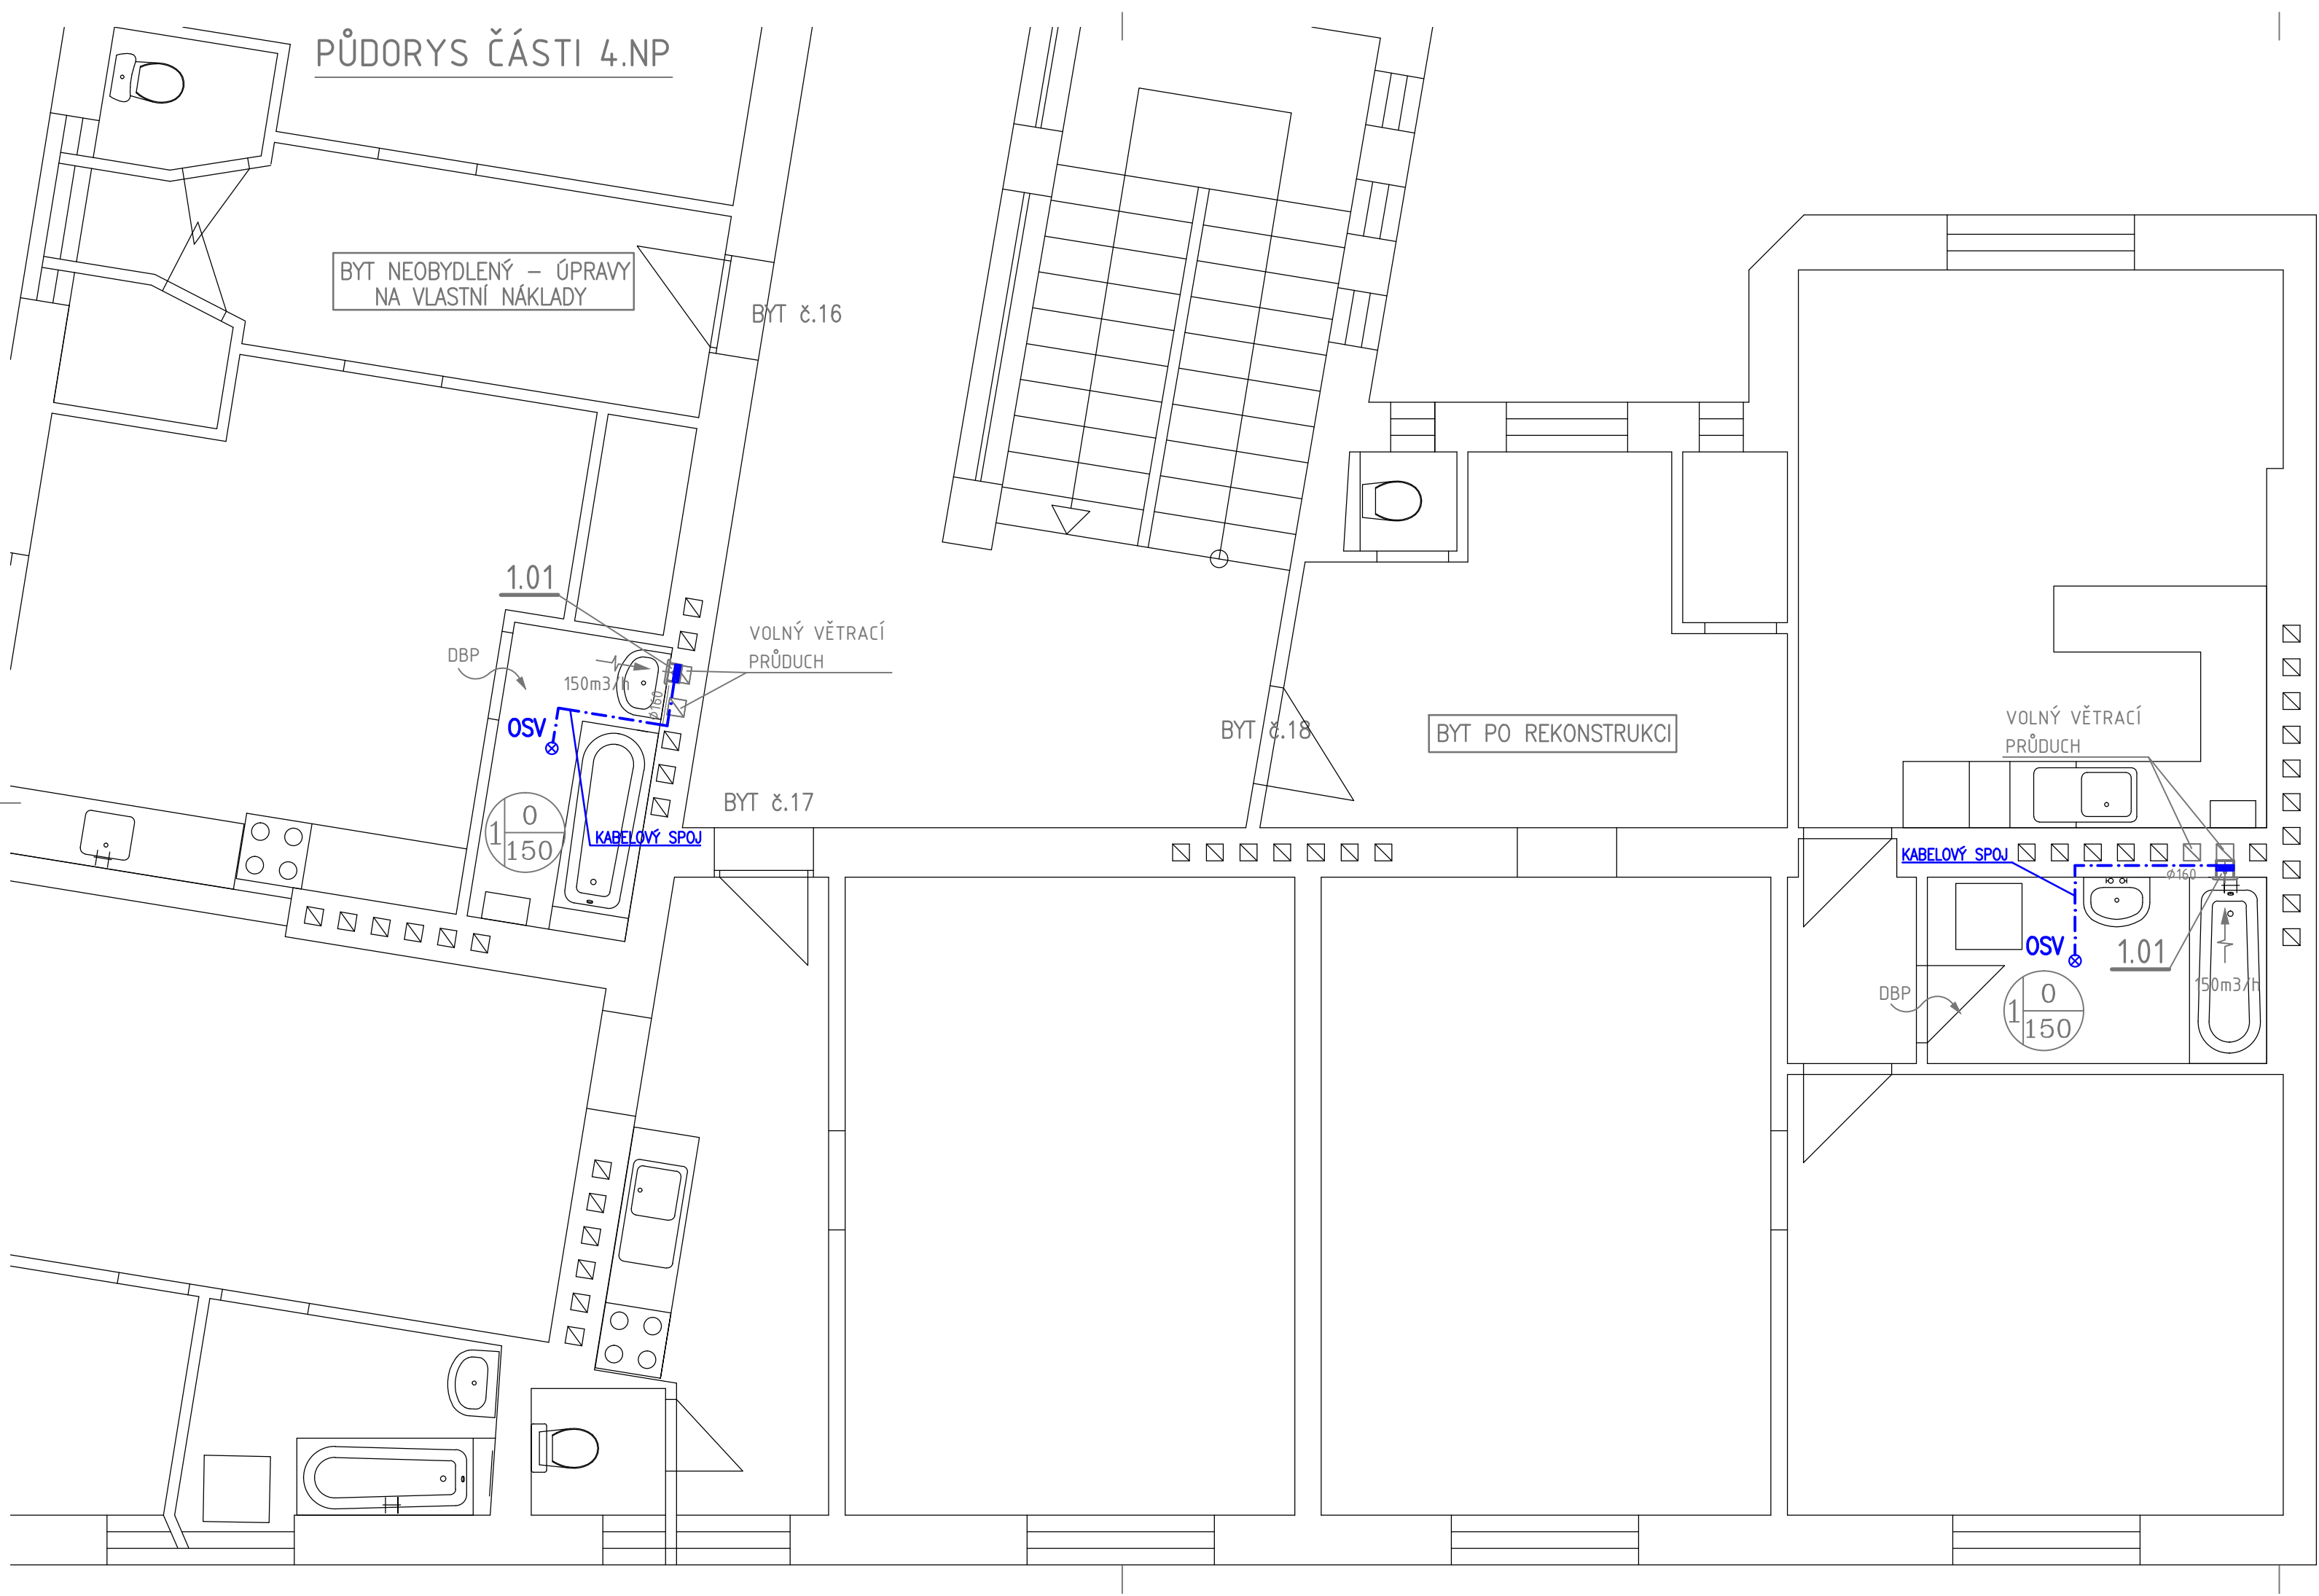 PŮDORYS ČÁSTI 4.NP
BYT NEOBYDLENÝ – ÚPRAVY
NA VLASTNÍ NÁKLADY
BYT č.16
1.01
VOLNÝ VĚTRACÍ
PRŮDUCH
DBP
150m3/h
ø160
OSV
1
0
150
KABELOVÝ SPOJ
BYT č.17
BYT č.18
BYT PO REKONSTRUKCI
VOLNÝ VĚTRACÍ
PRŮDUCH
KABELOVÝ SPOJ
ø160
OSV
1.01
150m3/h
DBP
1
0
150